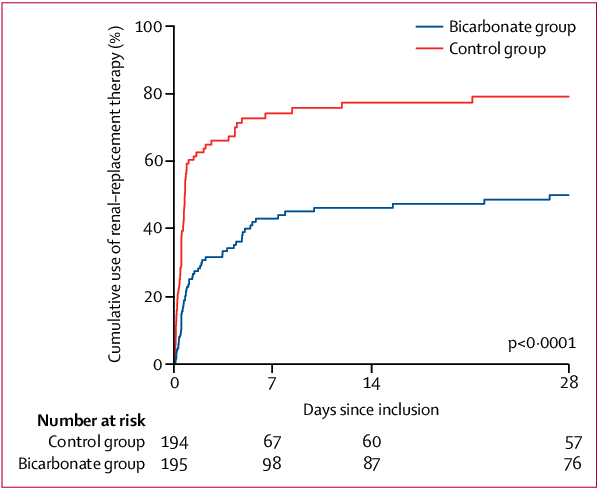 Bicarbonate group
Control group
Cumulative use of renal–replacement therapy (%)
100
80
60
40
20
0
0 7 14 28
p<0·0001
Days since inclusion
Number at risk
Control group 194 67 60 57
Bicarbonate group 195 98 87 76